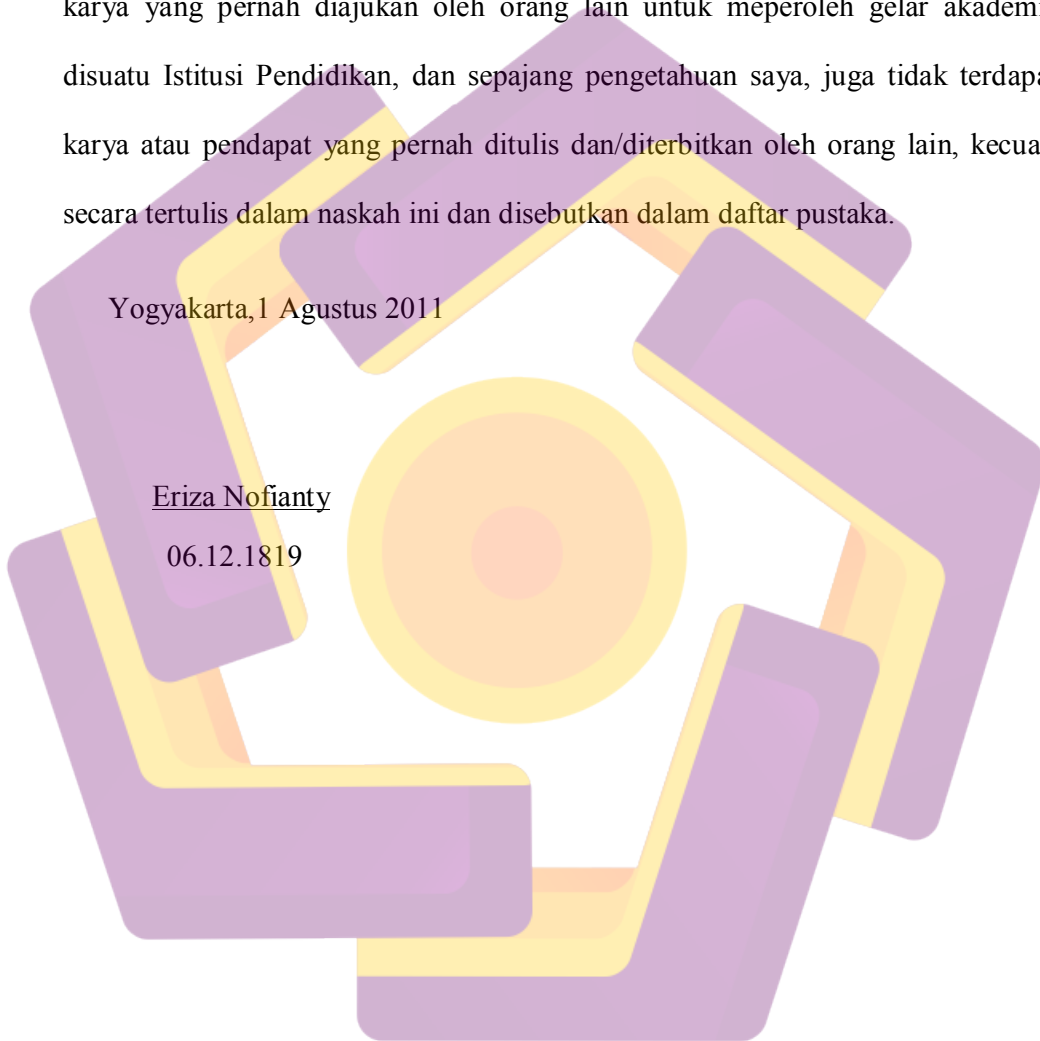 karya yang pernah diajukan oleh orang lain untuk meperoleh gelar akademi
disuatu Istitusi Pendidikan, dan sepajang pengetahuan saya, juga tidak terdapa
karya atau pendapat yang pernah ditulis dan/diterbitkan oleh orang lain, kecua
secara tertulis dalam naskah ini dan disebutkan dalam daftar pustaka.
Yogyakarta,1 Agustus 2011
Eriza Nofianty
06.12.1819